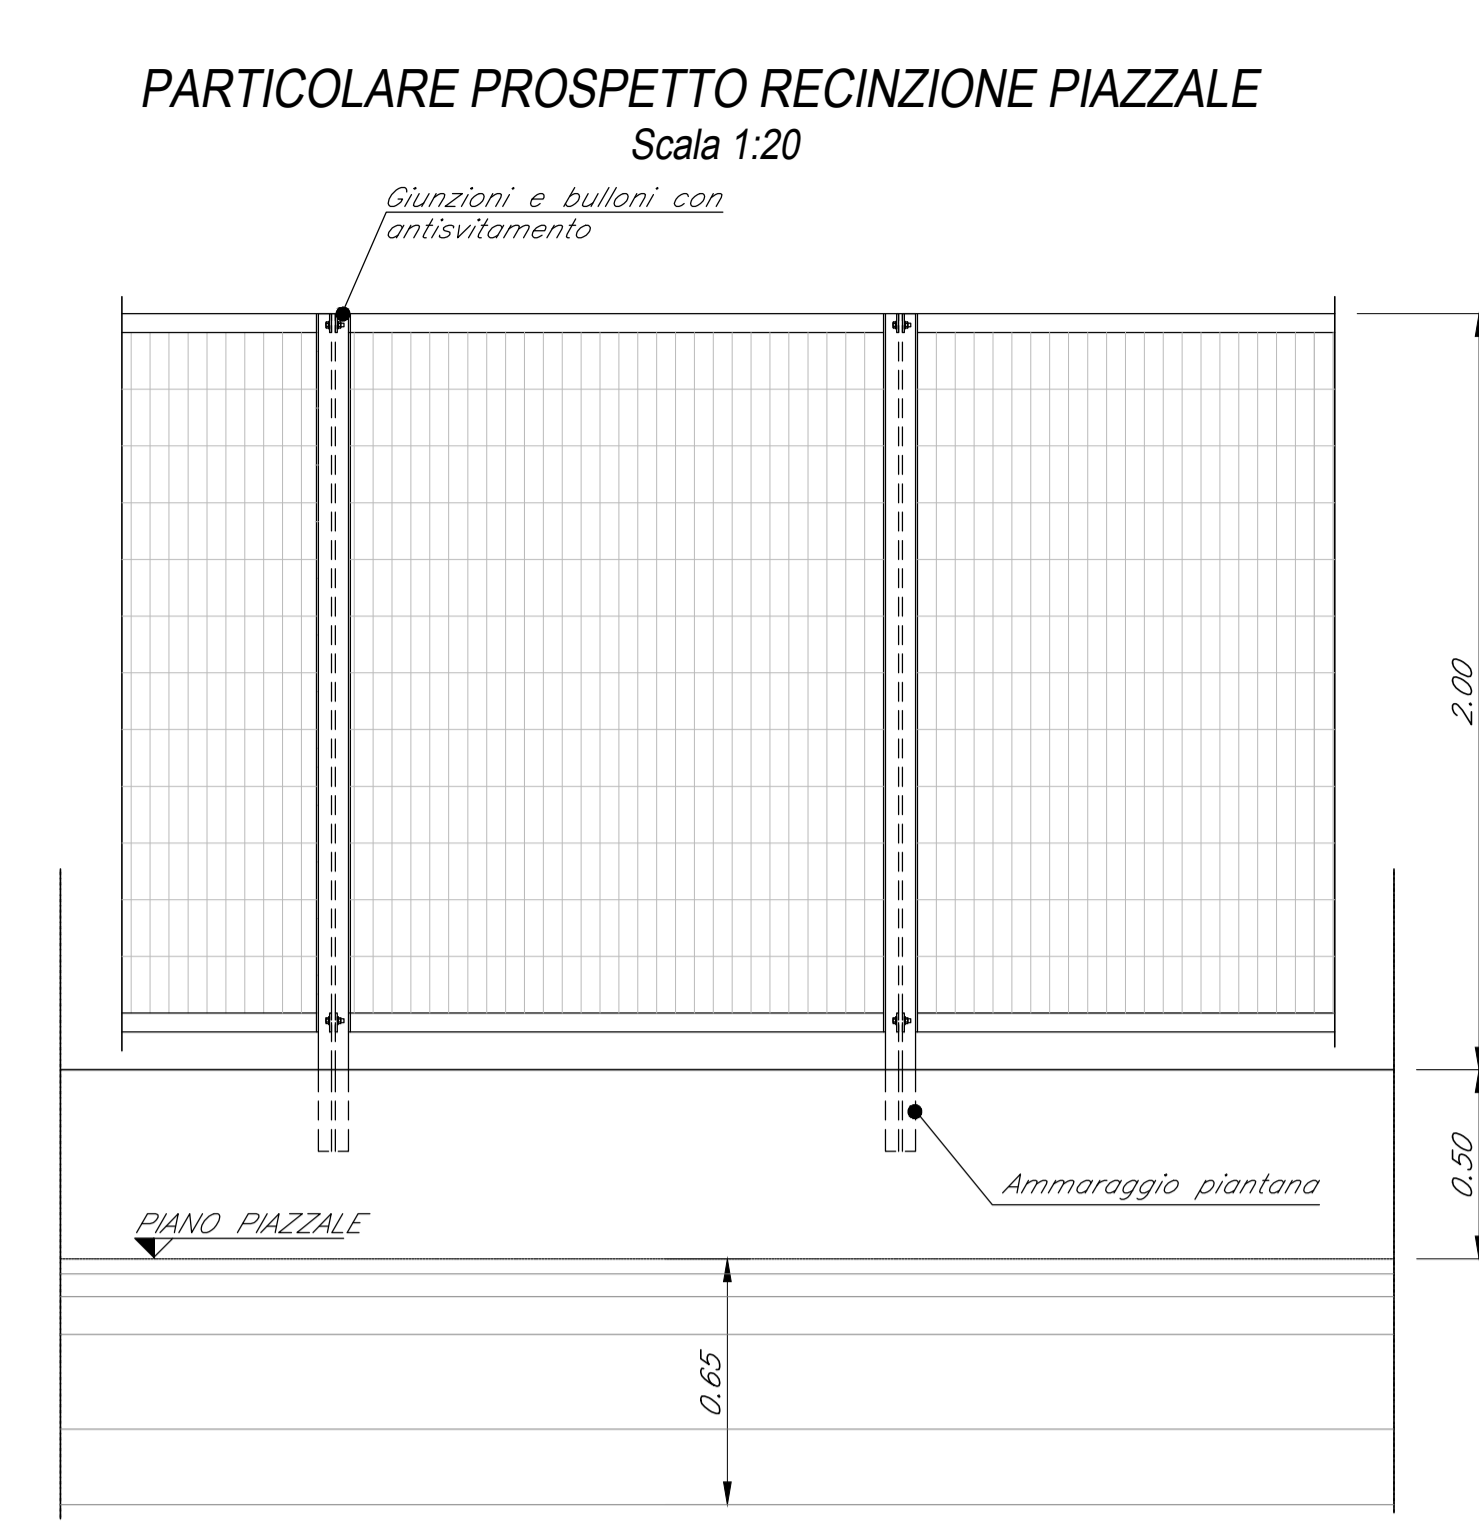 PARTICOLARE PROSPETTO RECINZIONE PIAZZALE
Scala 1:20
Giunzioni e bulloni con
antisvitamento
2.00
0.50
Ammaraggio piantana
PIANO PIAZZALE
0.65